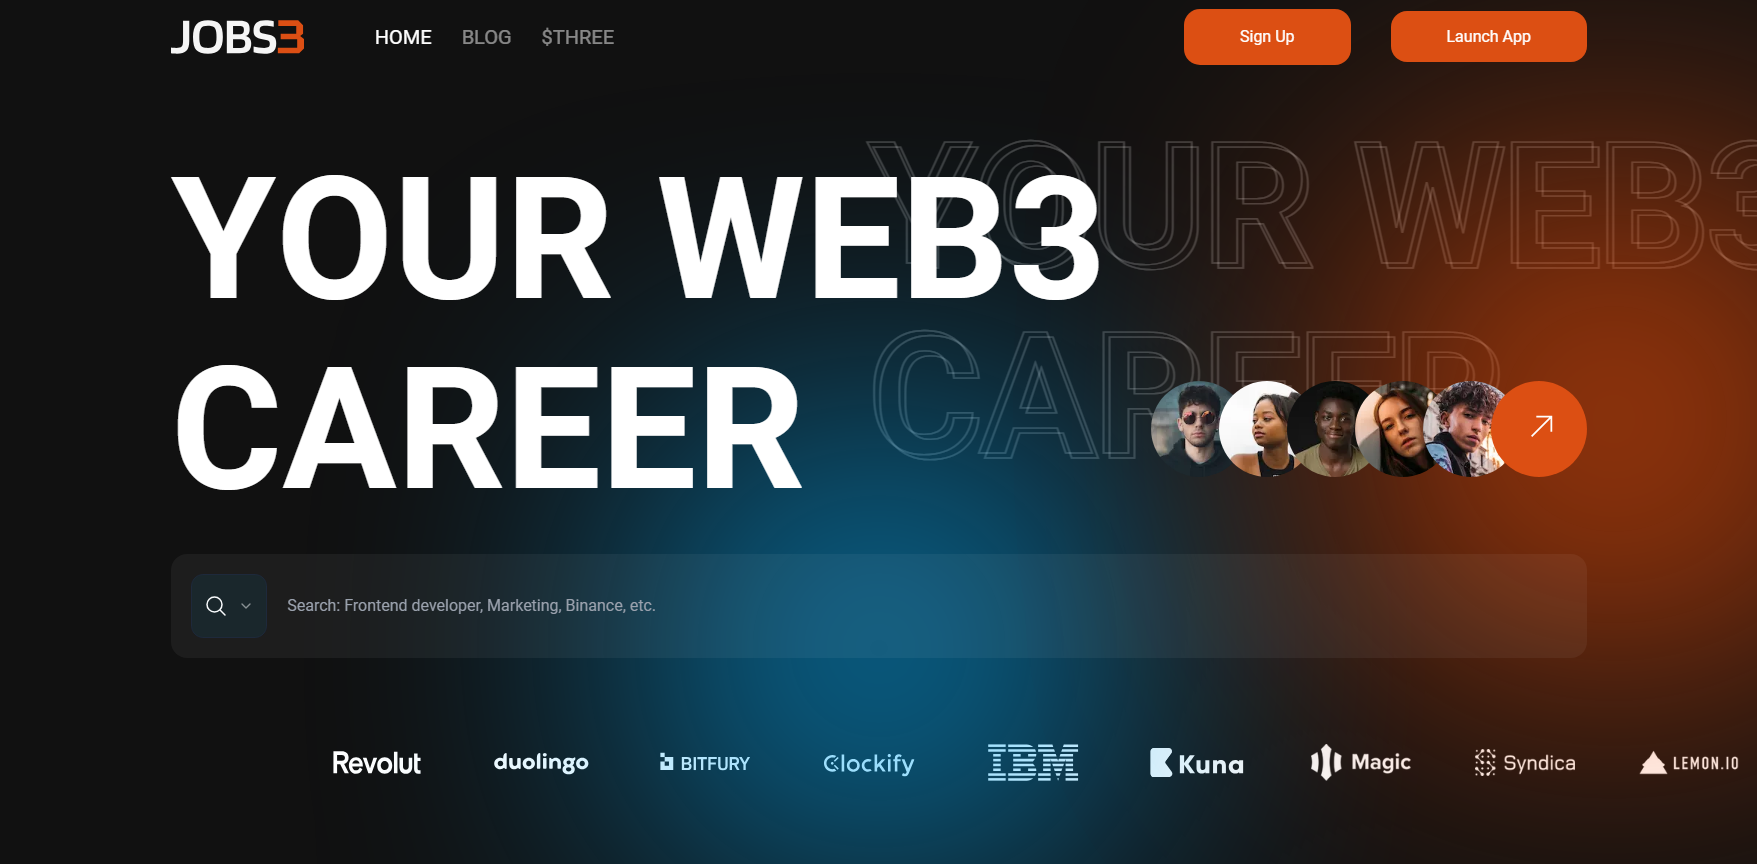 JOBS3 HOME BLOG $THREE Sign Up Launch App
YOUR WEB3
YOUR WEB3
CAREER
CAREER
Search: Frontend developer, Marketing, Binance, etc.
Revolut duolingo BITFURY Clockify IBM Kuna Magic Syndica LEMON.IO